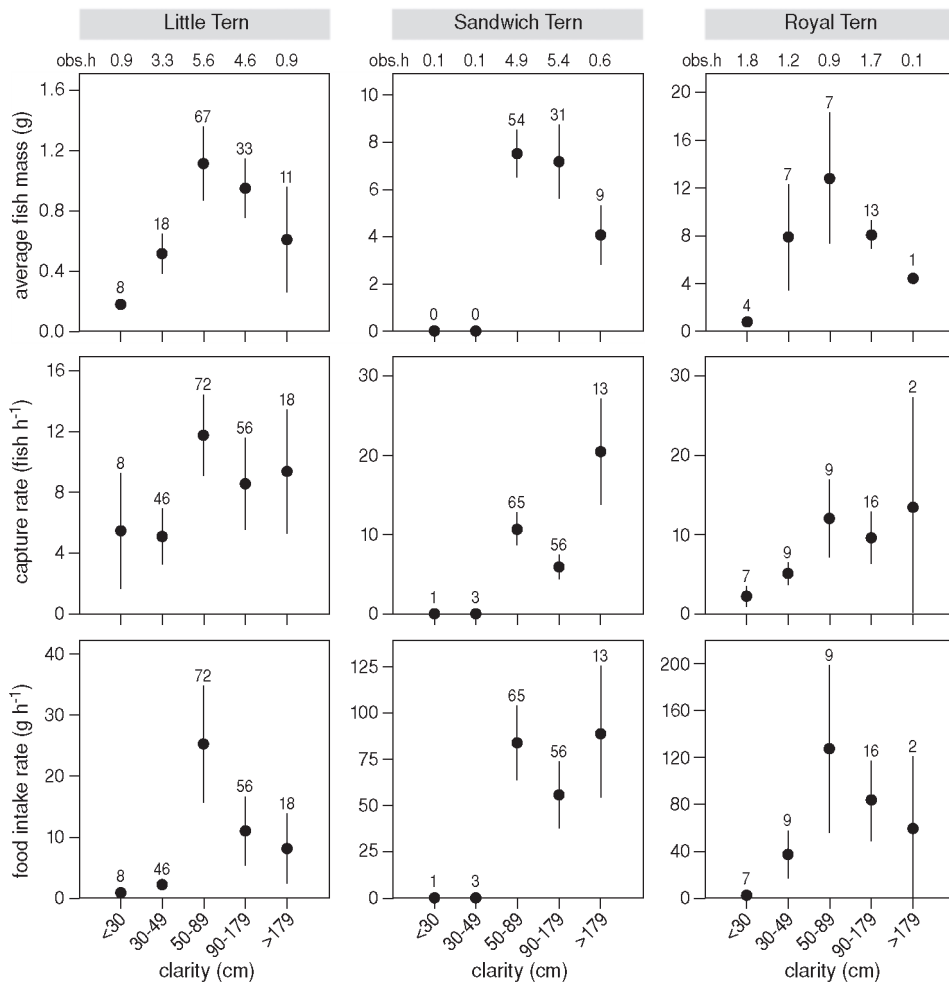 Little Tern Sandwich Tern Royal Tern
obs.h 0.9 3.3 5.6 4.6 0.9 obs.h 0.1 0.1 4.9 5.4 0.6 obs.h 1.8 1.2 0.9 1.7 0.1
average fish mass (g)
1.6
1.2
0.8
0.4
0.0
8 18 67 33 11
10
8
6
4
2
0
0 0 54 31 9
20
16
12
8
4
0
4 7 7 13 1
capture rate (fish h-1)
16
12
8
4
0
8 46 72 56 18
30
20
10
0
1 3 65 56 13
30
20
10
0
7 9 9 16 2
food intake rate (g h-1)
40
30
20
10
0
8 46 72 56 18
125
100
75
50
25
0
1 3 65 56 13
200
160
120
80
40
0
7 9 9 16 2
<30 30-49 50-89 90-179 >179 <30 30-49 50-89 90-179 >179 <30 30-49 50-89 90-179 >179
clarity (cm) clarity (cm) clarity (cm)